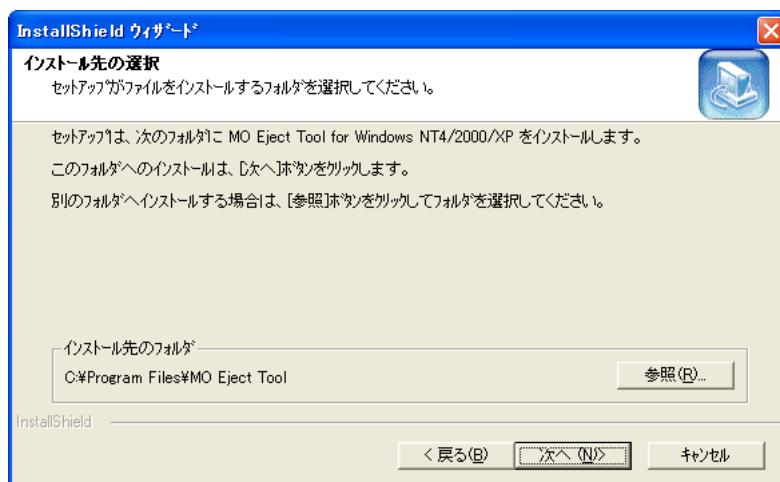 InstallShield ウィザード
インストール先の選択
セットアップがファイルをインストールするフォルダを選択してください。
セットアップは、次のフォルダに MO Eject Tool for Windows NT4/2000/XP をインストールします。
このフォルダへのインストールは、[次へ]ボタンをクリックします。
別のフォルダへインストールする場合は、[参照]ボタンをクリックしてフォルダを選択してください。
インストール先のフォルダ
C:¥Program Files¥MO Eject Tool
参照(R)...
InstallShield
< 戻る(B)
次へ (N)>
キャンセル